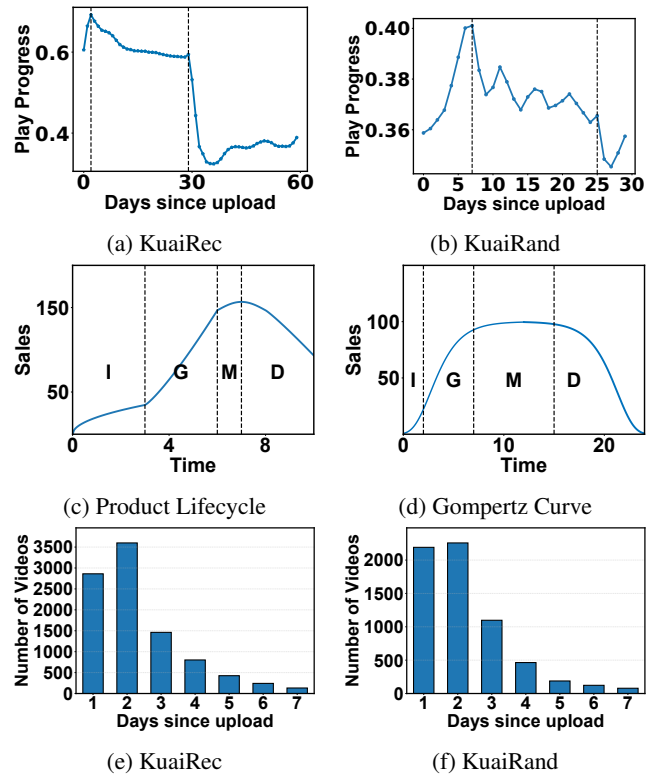 Play Progress
0.6
0.4
0
30
60
Days since upload
(a) KuaiRec
Play Progress
0.40
0.38
0.36
0
5
10
15
20
25
30
Days since upload
(b) KuaiRand
Sales
150
50
I
G
M
D
0
4
8
Time
(c) Product Lifecycle
Sales
100
50
I
G
M
D
0
10
20
Time
(d) Gompertz Curve
Number of Videos
3500
3000
2500
2000
1500
1000
500
0
1 2 3 4 5 6 7
Days since upload
(e) KuaiRec
Number of Videos
2000
1500
1000
500
0
1 2 3 4 5 6 7
Days since upload
(f) KuaiRand